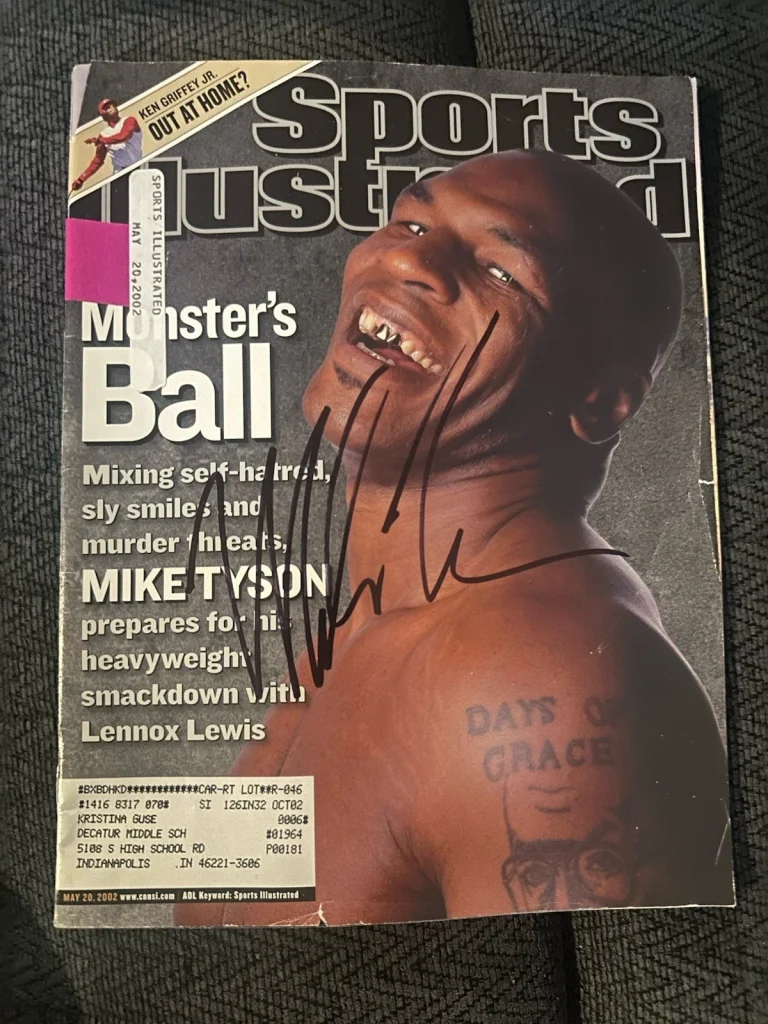 KEN GRIFFEY JR.
OUT AT HOME?
Sports
Illustrated
SPORTS ILLUSTRATED
MAY 20,2002
Monster's
Ball
Mixing self-hatred,
sly smiles and
murder threats,
MIKE TYSON
prepares for his
heavyweight
smackdown with
Lennox Lewis
DAYS OF
GRACE
#BXBDHKD************CAR-RT LOT**R-046
#1416 0317 070# SI 126IN32 OCT02
KRISTINA GUSE 0006#
DECATUR MIDDLE SCH #01964
5108 S HIGH SCHOOL RD P00181
INDIANAPOLIS .IN 46221-3606
MAY 20, 2002 www.cnnsi.com | AOL Keyword: Sports Illustrated